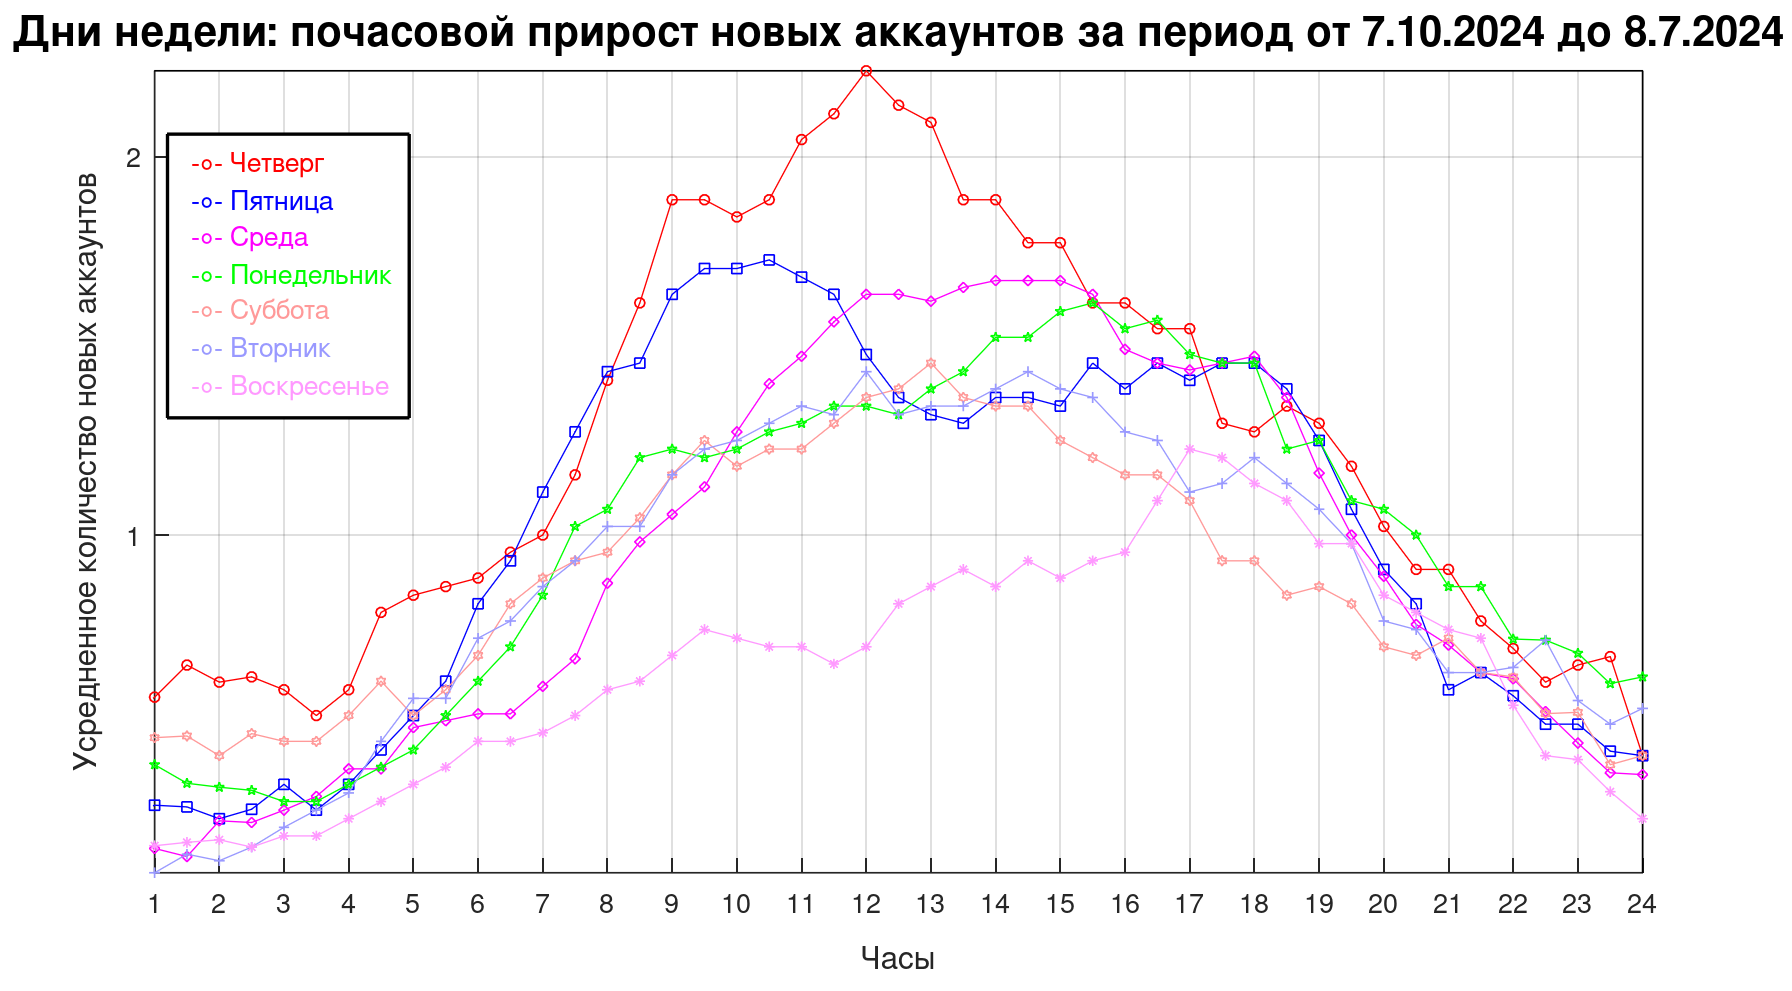 Дни недели: почасовой прирост новых аккаунтов за период от 7.10.2024 до 8.7.2024
Усредненное количество новых аккаунтов
2
1
-o- Четверг
-o- Пятница
-o- Среда
-o- Понедельник
-o- Суббота
-o- Вторник
-o- Воскресенье
1 2 3 4 5 6 7 8 9 10 11 12 13 14 15 16 17 18 19 20 21 22 23 24
Часы